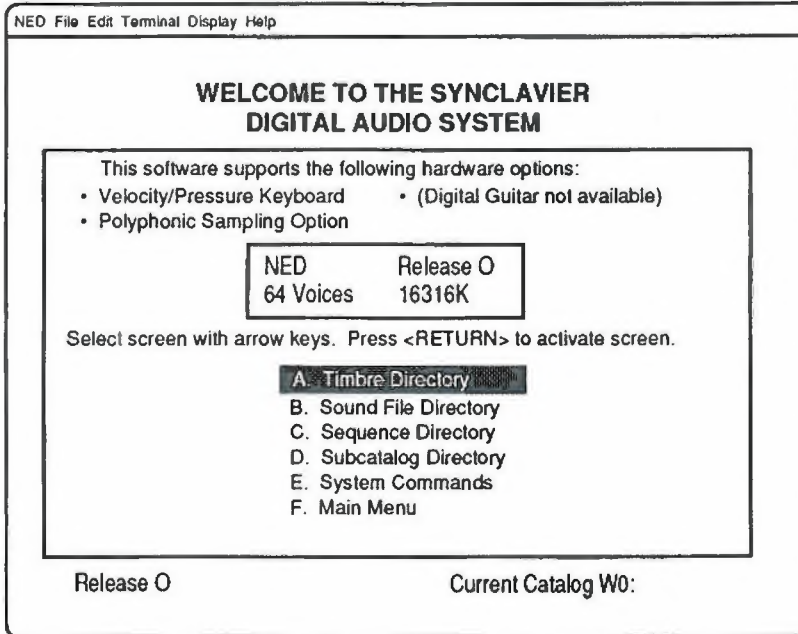 NED File Edit Terminal Display Help
WELCOME TO THE SYNCLAVIER
DIGITAL AUDIO SYSTEM
This software supports the following hardware options:
• Velocity/Pressure Keyboard • (Digital Guitar not available)
• Polyphonic Sampling Option
NED Release O
64 Voices 16316K
Select screen with arrow keys. Press <RETURN> to activate screen.
A. Timbre Directory
B. Sound File Directory
C. Sequence Directory
D. Subcatalog Directory
E. System Commands
F. Main Menu
Release O Current Catalog W0: